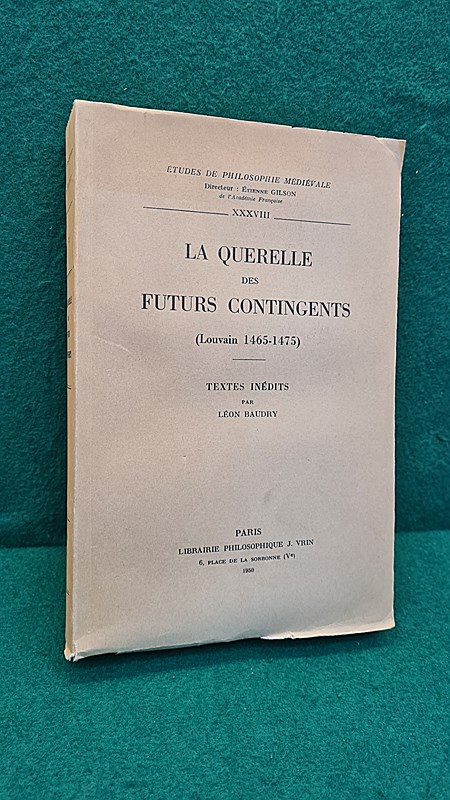 ÉTUDES DE PHILOSOPHIE MÉDIÉVALE
Directeur : ÉTIENNE GILSON
de l'Académie Française
XXXVIII
LA QUERELLE
DES
FUTURS CONTINGENTS
(Louvain 1465-1475)
TEXTES INÉDITS
PAR
LÉON BAUDRY
PARIS
LIBRAIRIE PHILOSOPHIQUE J. VRIN
6, PLACE DE LA SORBONNE (Vᵉ)
1950